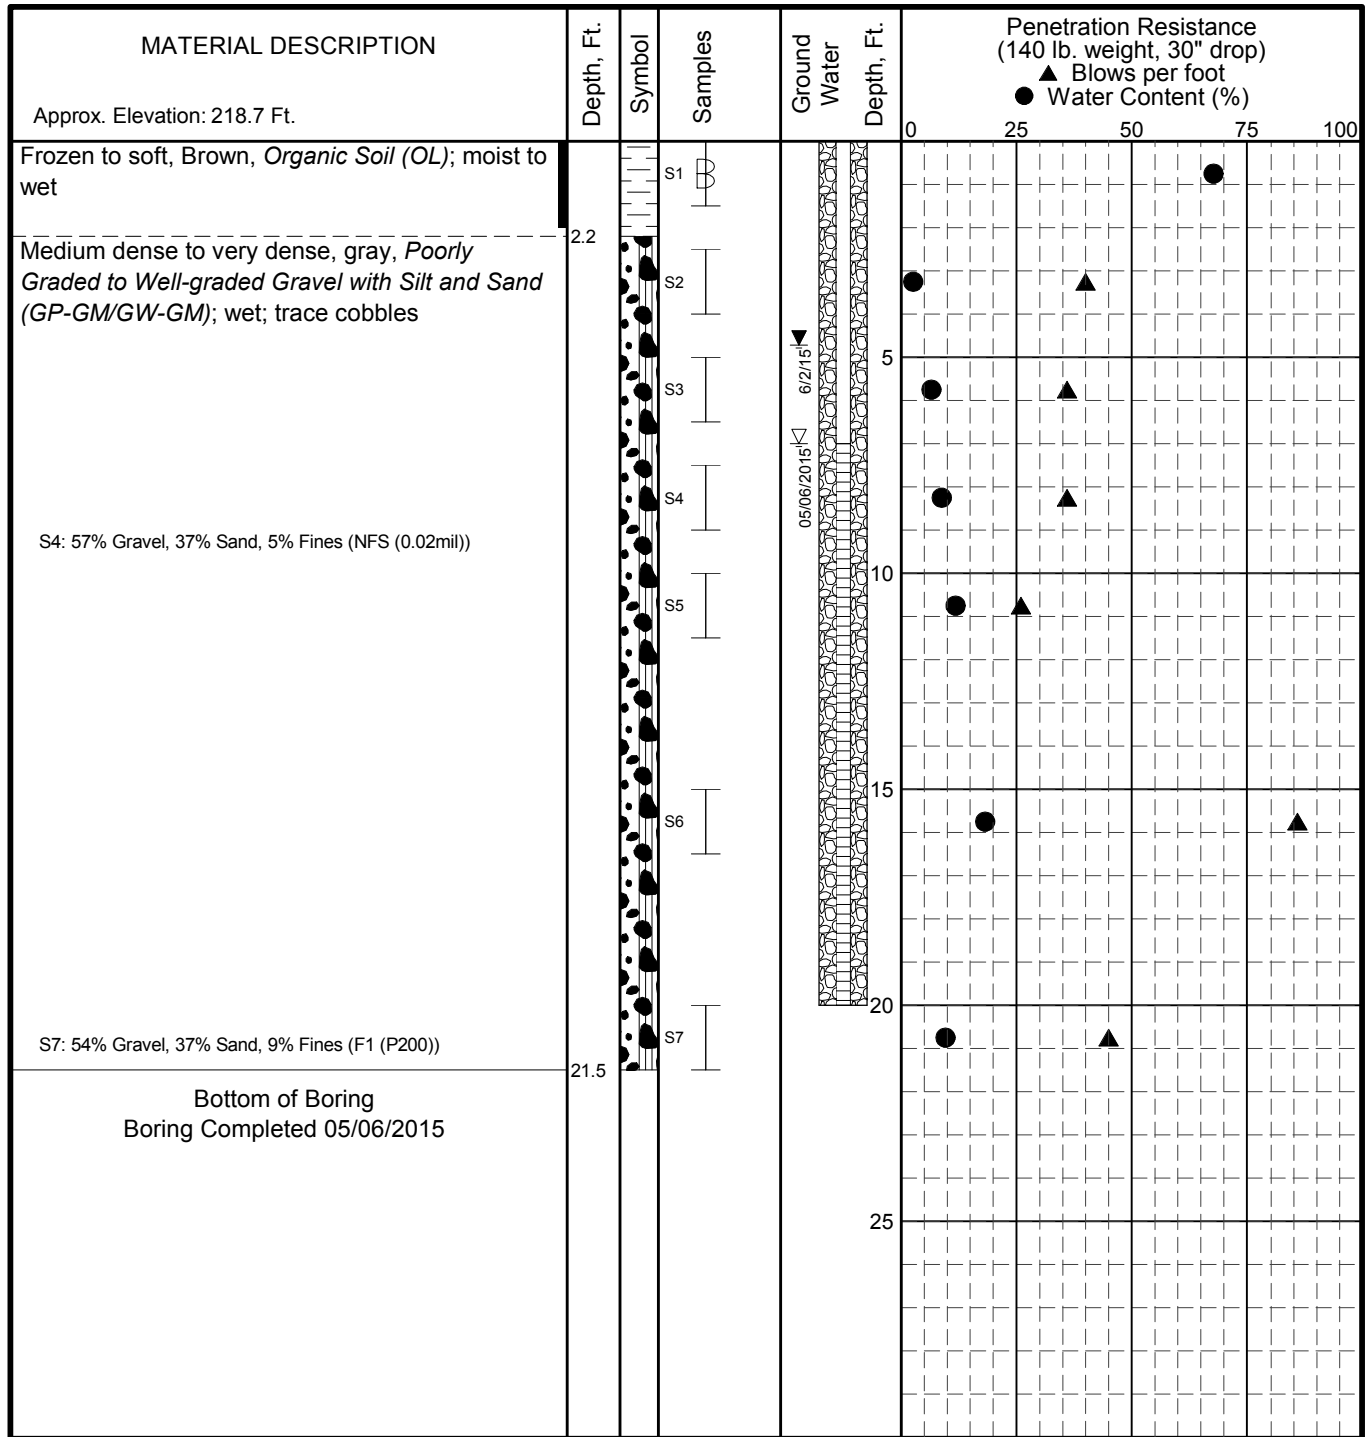 MATERIAL DESCRIPTION
Approx. Elevation: 218.7 Ft.
Depth, Ft.
Symbol
Samples
Ground
Water
Depth, Ft.
Penetration Resistance
(140 lb. weight, 30" drop)
▲ Blows per foot
● Water Content (%)
0 25 50 75 100
Frozen to soft, Brown, Organic Soil (OL); moist to
wet
S1
2.2
Medium dense to very dense, gray, Poorly
Graded to Well-graded Gravel with Silt and Sand
(GP-GM/GW-GM); wet; trace cobbles
S2
6/2/15
5
S3
05/06/2015
S4
S4: 57% Gravel, 37% Sand, 5% Fines (NFS (0.02mil))
10
S5
15
S6
20
S7: 54% Gravel, 37% Sand, 9% Fines (F1 (P200))
S7
21.5
Bottom of Boring
Boring Completed 05/06/2015
25